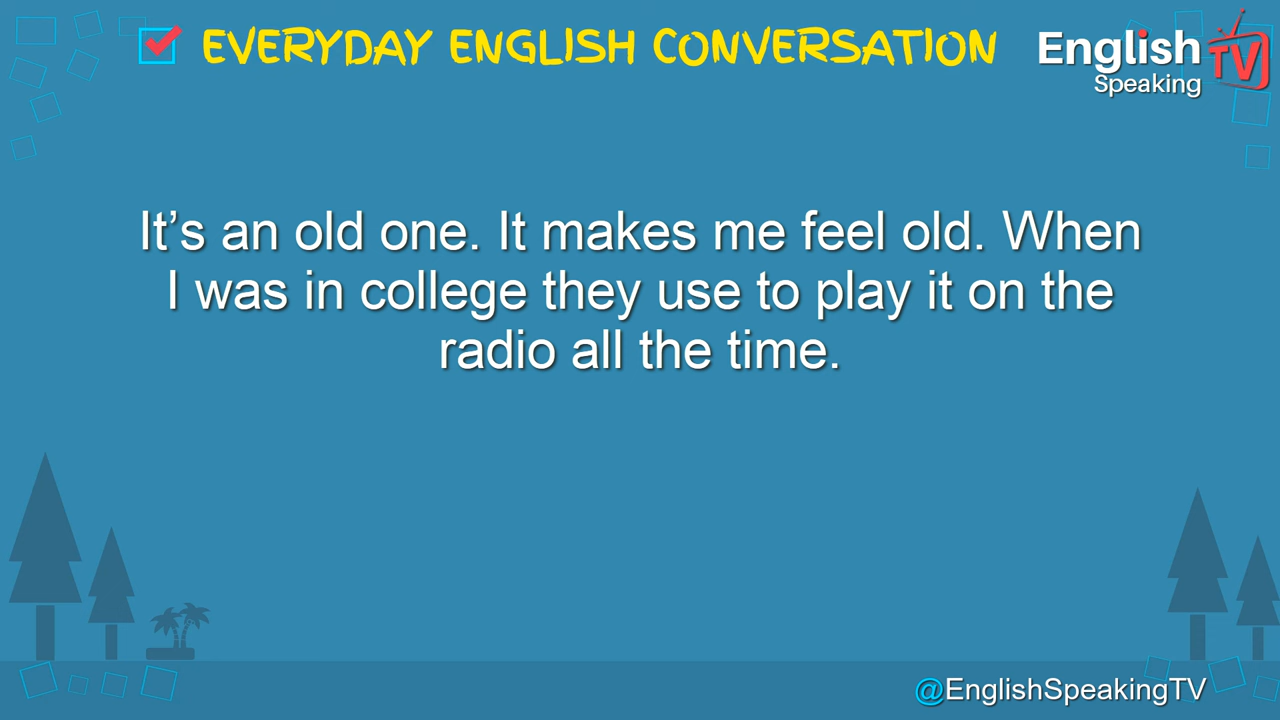 EVERYDAY ENGLISH CONVERSATION
English
Speaking
TV
It’s an old one. It makes me feel old. When
I was in college they use to play it on the
radio all the time.
@EnglishSpeakingTV